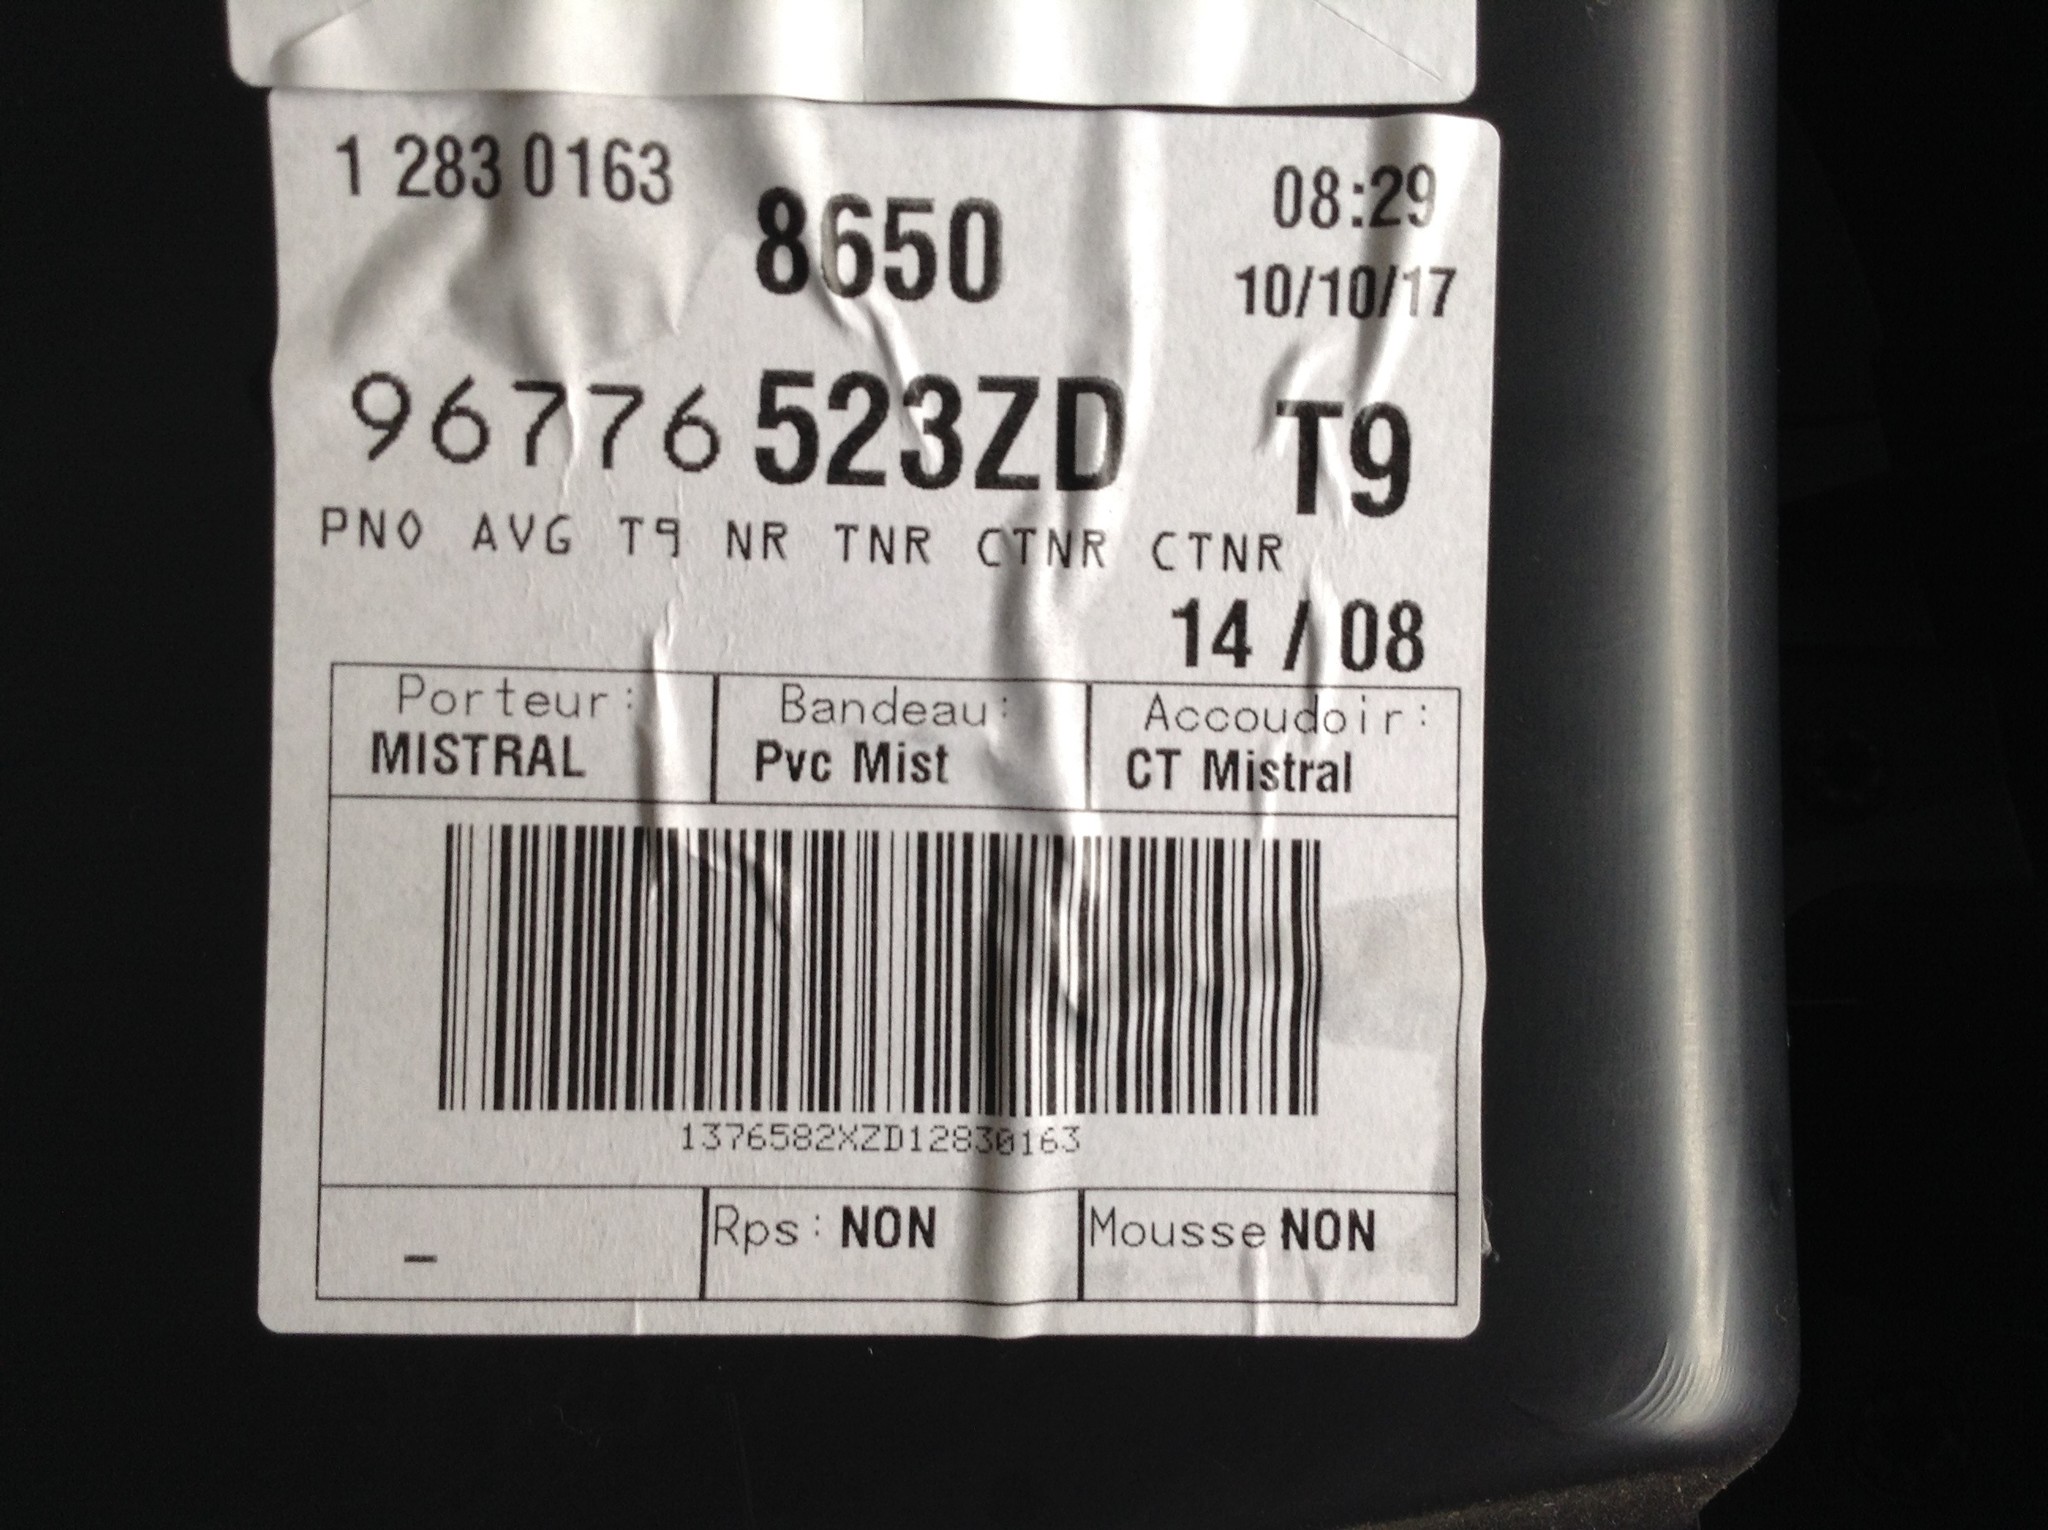 1 283 0163
8650
08:29
10/10/17
96776 523ZD T9
PNO AVG T9 NR TNR CTNR CTNR
14 / 08
Porteur: Bandeau: Accoudoir:
MISTRAL Pvc Mist CT Mistral
1376582XZD12830163
– Rps: NON Mousse NON